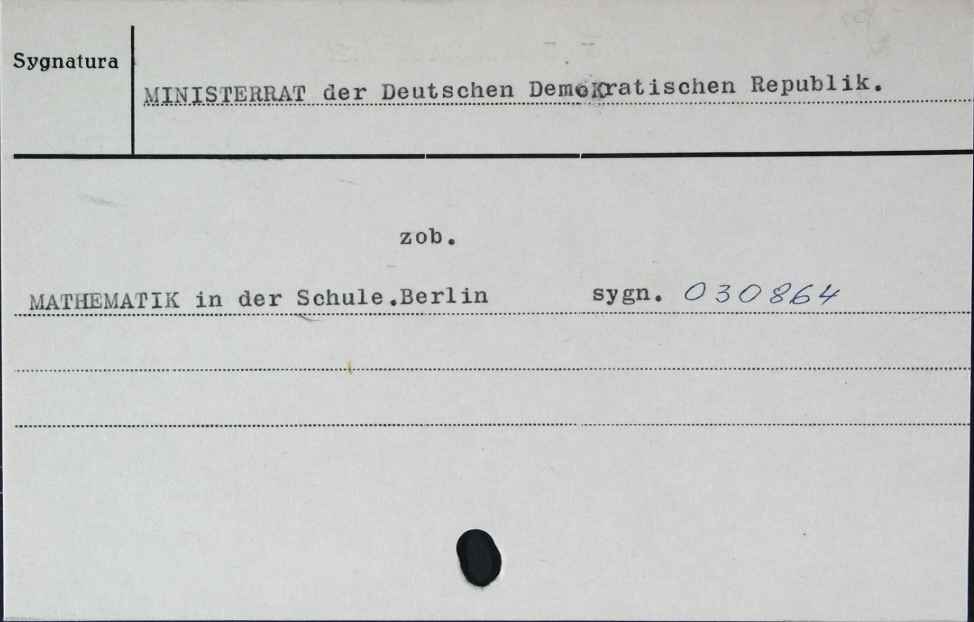 Sygnatura
MINISTERRAT der Deutschen Demokratischen Republik.
zob.
MATHEMATIK in der Schule.Berlin sygn. 030864